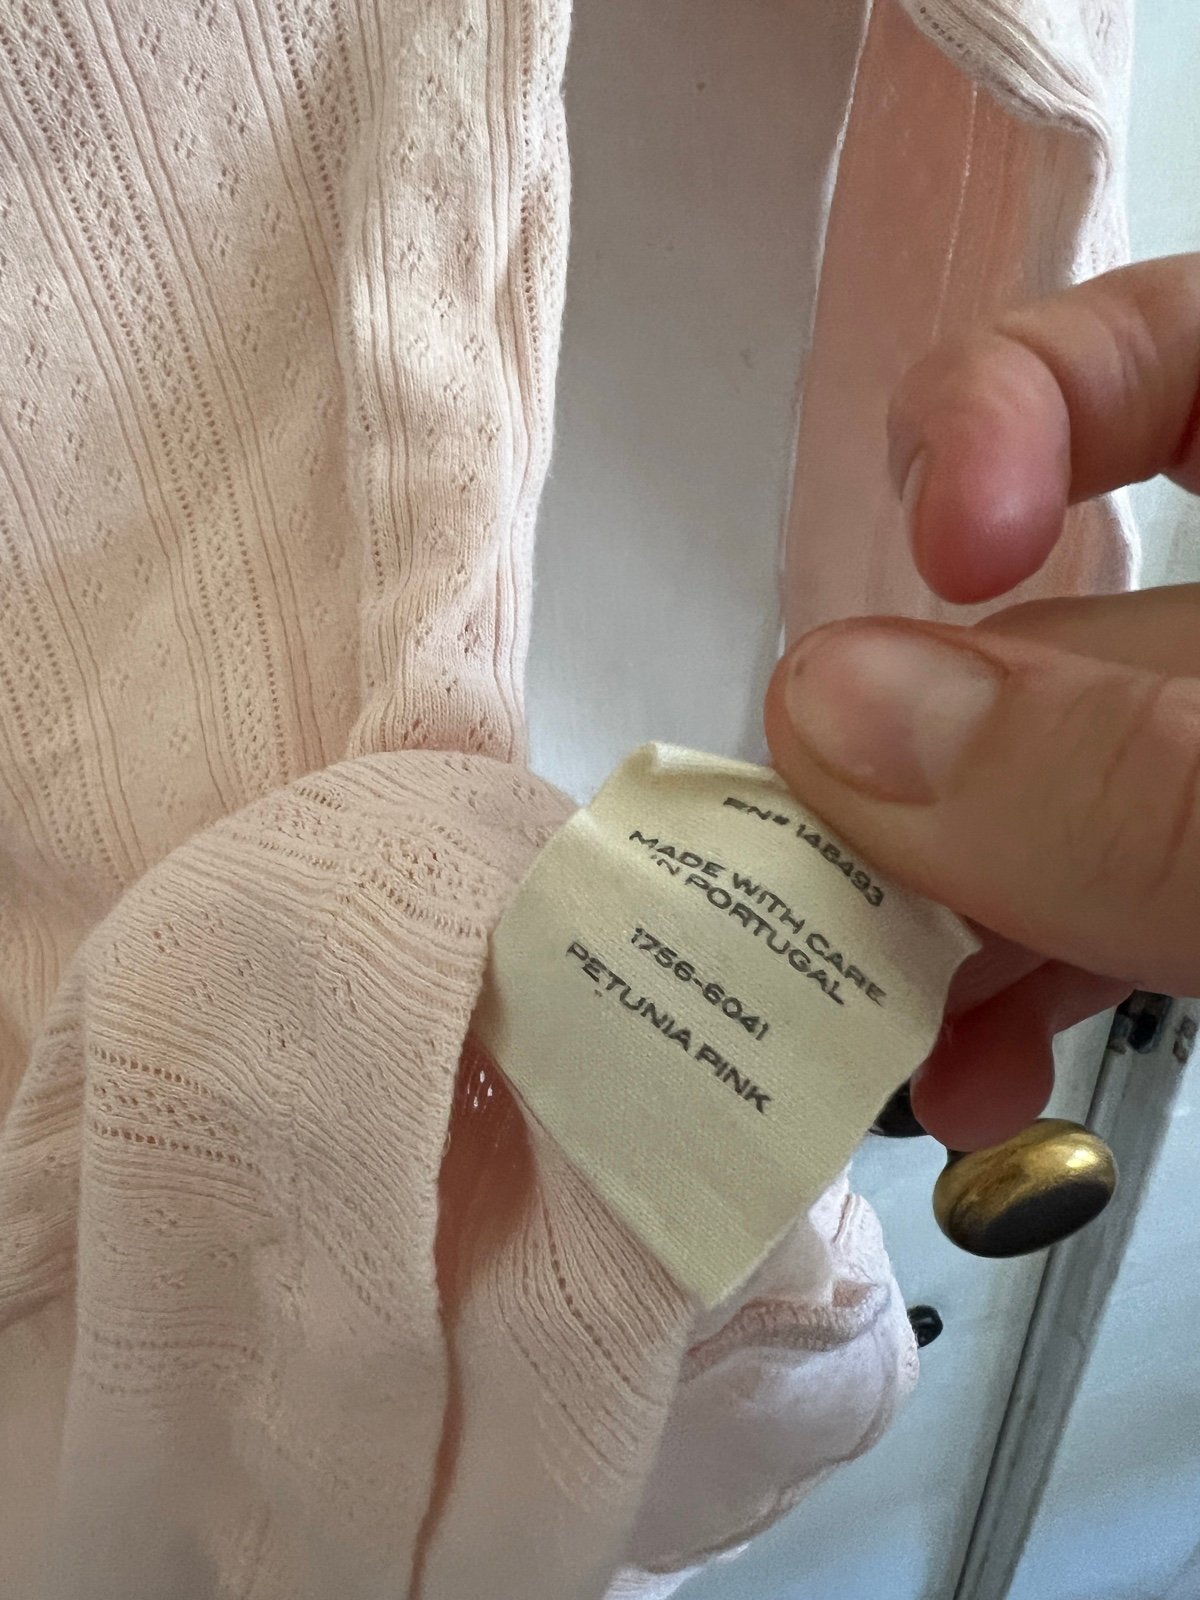 RN# 148493
MADE WITH CARE
IN PORTUGAL
1756-6041
PETUNIA PINK